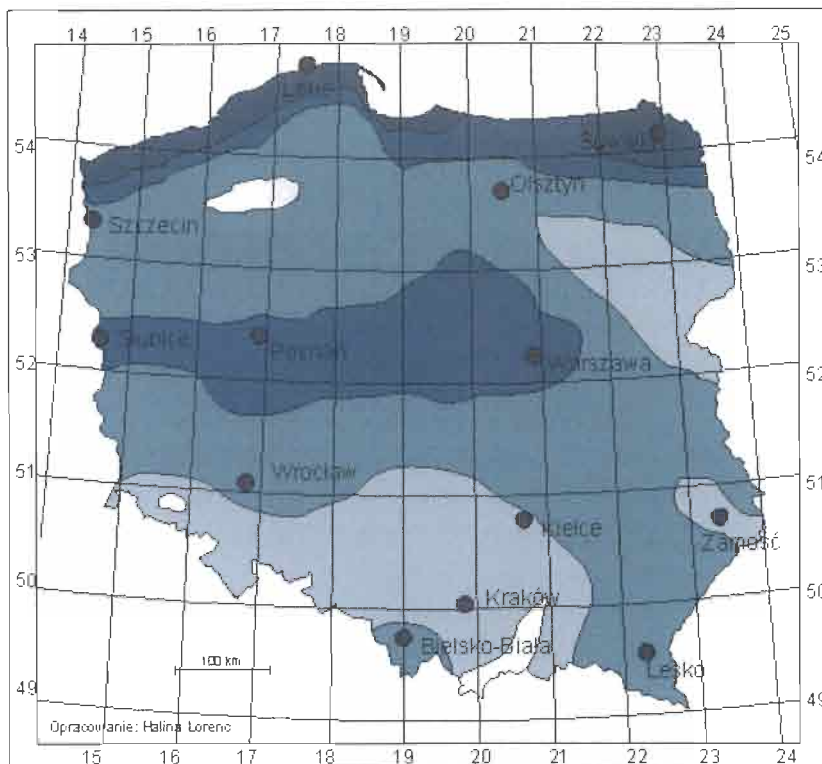 14 15 16 17 18 19 20 21 22 23 24 25
54 54
Olsztyn
Szczecin
53 53
Słubice
Poznań
Warszawa
52 52
51 51
Wrocław
Kielce
Zamość
50 50
Kraków
Bielsko-Biała
Lesko
100 km
49 49
Opracowanie: Halina Lorenc
15 16 17 18 19 20 21 22 23 24